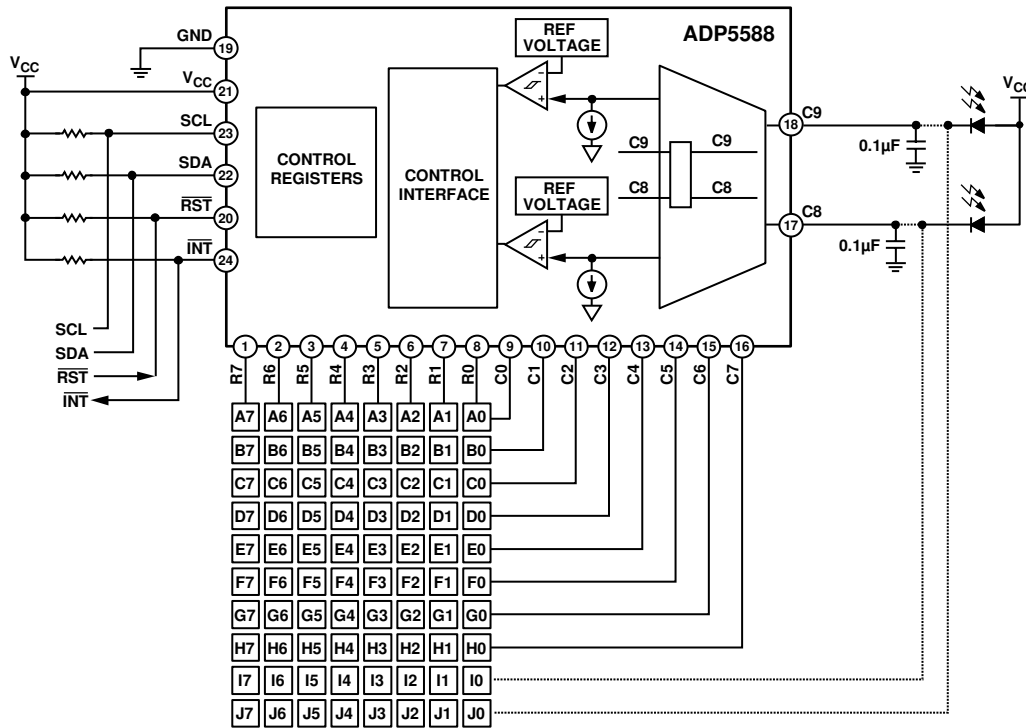 ADP5588
GND
19
VCC
VCC
21
SCL
23
SDA
22
RST
20
INT
24
SCL
SDA
RST
INT
CONTROL
REGISTERS
CONTROL
INTERFACE
REF
VOLTAGE
–
+
REF
VOLTAGE
–
+
C9 C9
C8 C8
18
C9
17
C8
0.1µF
0.1µF
VCC
1 2 3 4 5 6 7 8 9 10 11 12 13 14 15 16
R7 R6 R5 R4 R3 R2 R1 R0 C0 C1 C2 C3 C4 C5 C6 C7
A7 A6 A5 A4 A3 A2 A1 A0
B7 B6 B5 B4 B3 B2 B1 B0
C7 C6 C5 C4 C3 C2 C1 C0
D7 D6 D5 D4 D3 D2 D1 D0
E7 E6 E5 E4 E3 E2 E1 E0
F7 F6 F5 F4 F3 F2 F1 F0
G7 G6 G5 G4 G3 G2 G1 G0
H7 H6 H5 H4 H3 H2 H1 H0
I7 I6 I5 I4 I3 I2 I1 I0
J7 J6 J5 J4 J3 J2 J1 J0